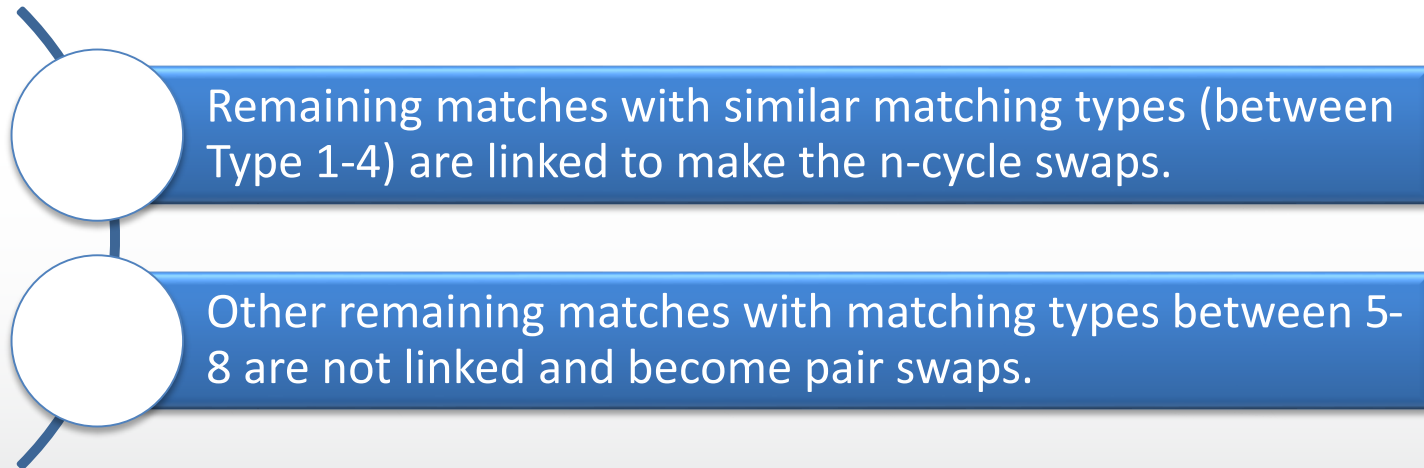 Remaining matches with similar matching types (between
Type 1-4) are linked to make the n-cycle swaps.
Other remaining matches with matching types between 5-
8 are not linked and become pair swaps.